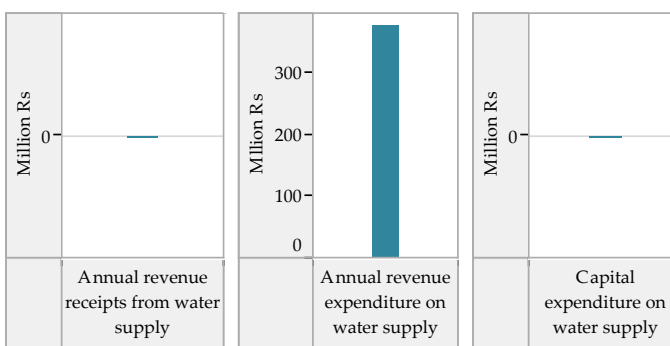 Million Rs
0
Annual revenue
receipts from water
supply
Million Rs
300
200
100
0
Annual revenue
expenditure on
water supply
Million Rs
0
Capital
expenditure on
water supply